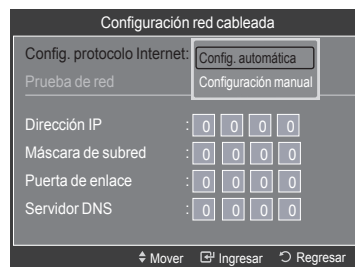 Configuración red cableada
Config. protocolo Internet: Config. automática
Prueba de red Configuración manual
Dirección IP : 0 0 0 0
Máscara de subred : 0 0 0 0
Puerta de enlace : 0 0 0 0
Servidor DNS : 0 0 0 0
Mover Ingresar Regresar